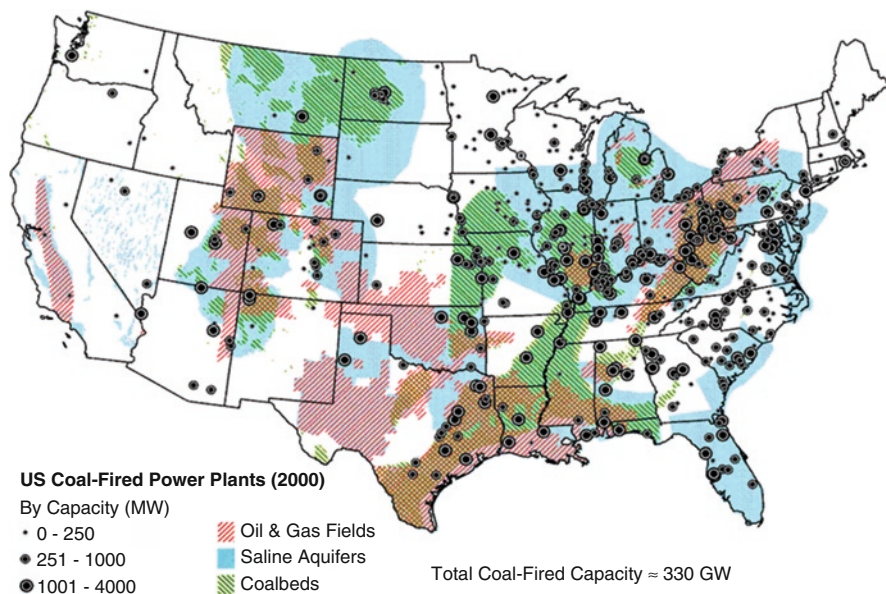 US Coal-Fired Power Plants (2000)
By Capacity (MW)
0 - 250
251 - 1000
1001 - 4000
Oil & Gas Fields
Saline Aquifers
Coalbeds
Total Coal-Fired Capacity ≈ 330 GW